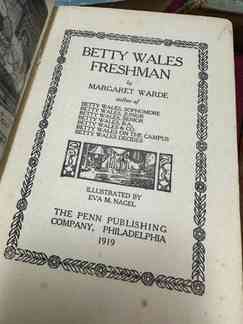 BETTY WALES
FRESHMAN
by
MARGARET WARDE
author of
BETTY WALES, SOPHOMORE
BETTY WALES, JUNIOR
BETTY WALES, SENIOR
BETTY WALES, B.A.
BETTY WALES & CO.
BETTY WALES ON THE CAMPUS
BETTY WALES DECIDES
ILLUSTRATED BY
EVA M. NAGEL
THE PENN PUBLISHING
COMPANY, PHILADELPHIA
1919